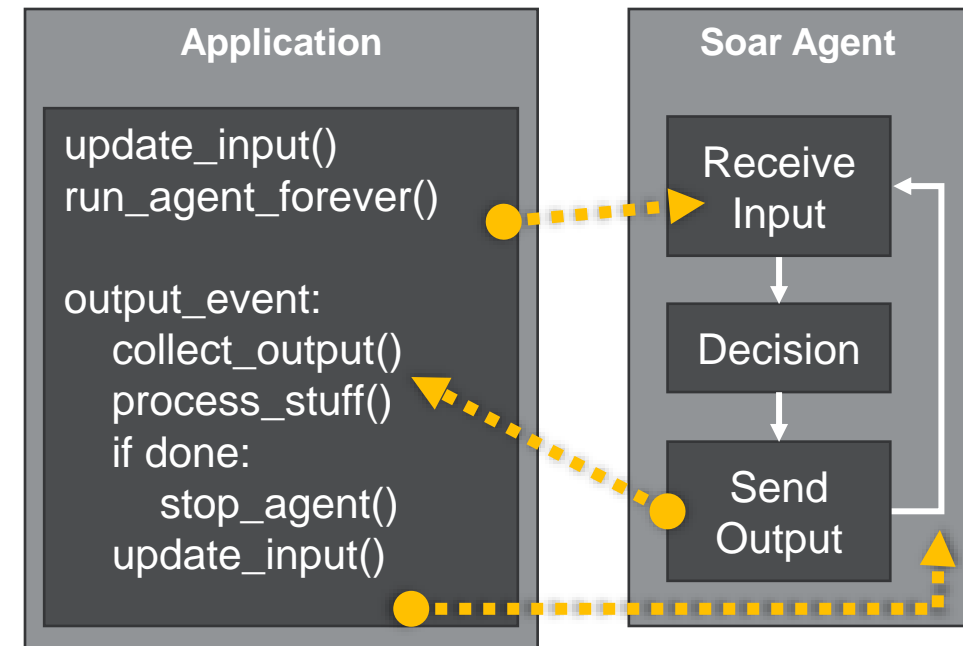 Application
update_input()
run_agent_forever()
output_event:
collect_output()
process_stuff()
if done:
stop_agent()
update_input()
Soar Agent
Receive
Input
Decision
Send
Output